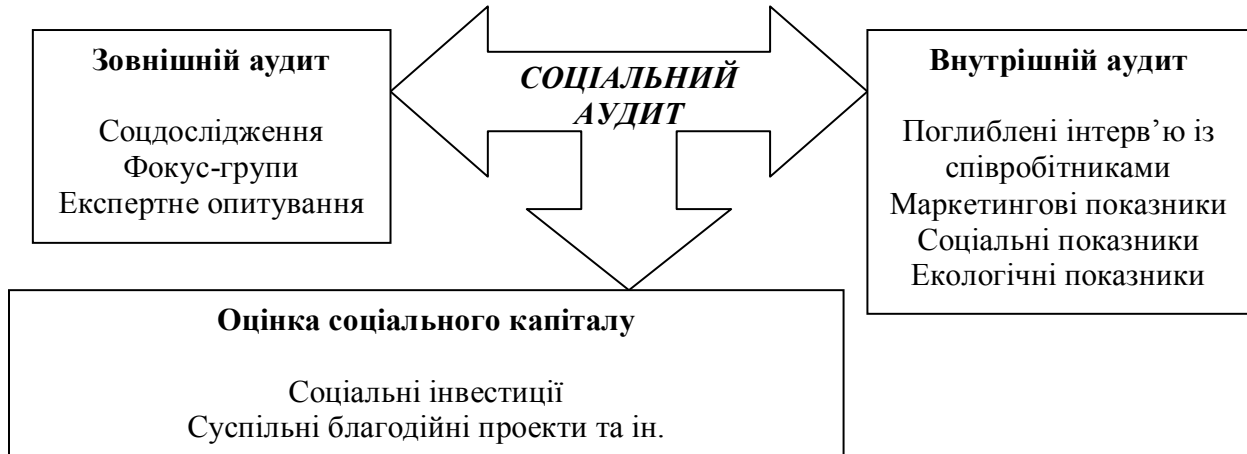 Зовнішній аудит
Соцдослідження
Фокус-групи
Експертне опитування
СОЦІАЛЬНИЙ
АУДИТ
Внутрішній аудит
Поглиблені інтерв’ю із
співробітниками
Маркетингові показники
Соціальні показники
Екологічні показники
Оцінка соціального капіталу
Соціальні інвестиції
Суспільні благодійні проекти та ін.